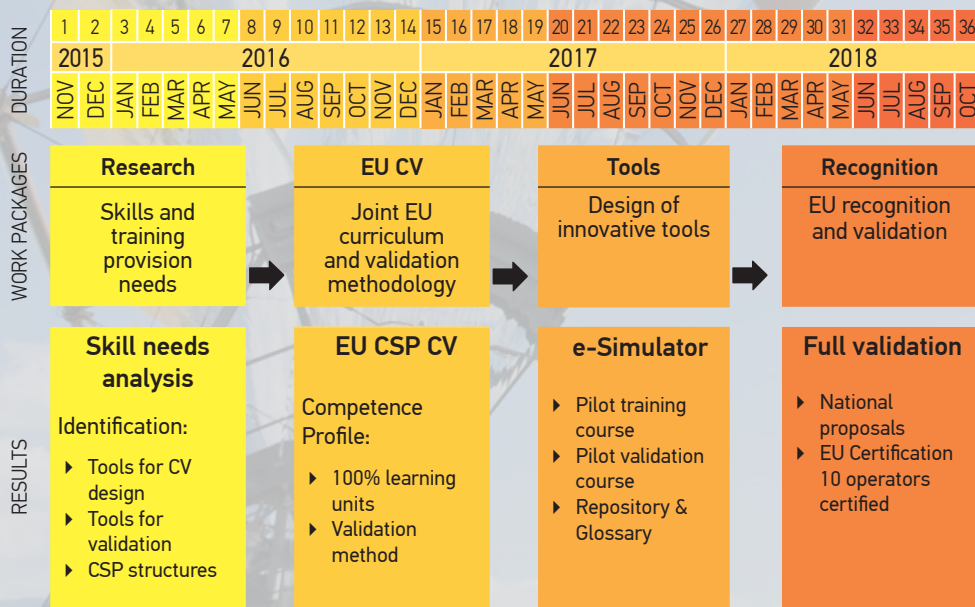 DURATION
1 2 3 4 5 6 7 8 9 10 11 12 13 14 15 16 17 18 19 20 21 22 23 24 25 26 27 28 29 30 31 32 33 34 35 36
2015 2016 2017 2018
NOV DEC JAN FEB MAR APR MAY JUN JUL AUG SEP OCT NOV DEC JAN FEB MAR APR MAY JUN JUL AUG SEP OCT NOV DEC JAN FEB MAR APR MAY JUN JUL AUG SEP OCT
WORK PACKAGES
Research
Skills and
training
provision
needs
EU CV
Joint EU
curriculum
and validation
methodology
Tools
Design of
innovative tools
Recognition
EU recognition
and validation
RESULTS
Skill needs
analysis
Identification:
Tools for CV
design
Tools for
validation
CSP structures
EU CSP CV
Competence
Profile:
100% learning
units
Validation
method
e-Simulator
Pilot training
course
Pilot validation
course
Repository &
Glossary
Full validation
National
proposals
EU Certification
10 operators
certified